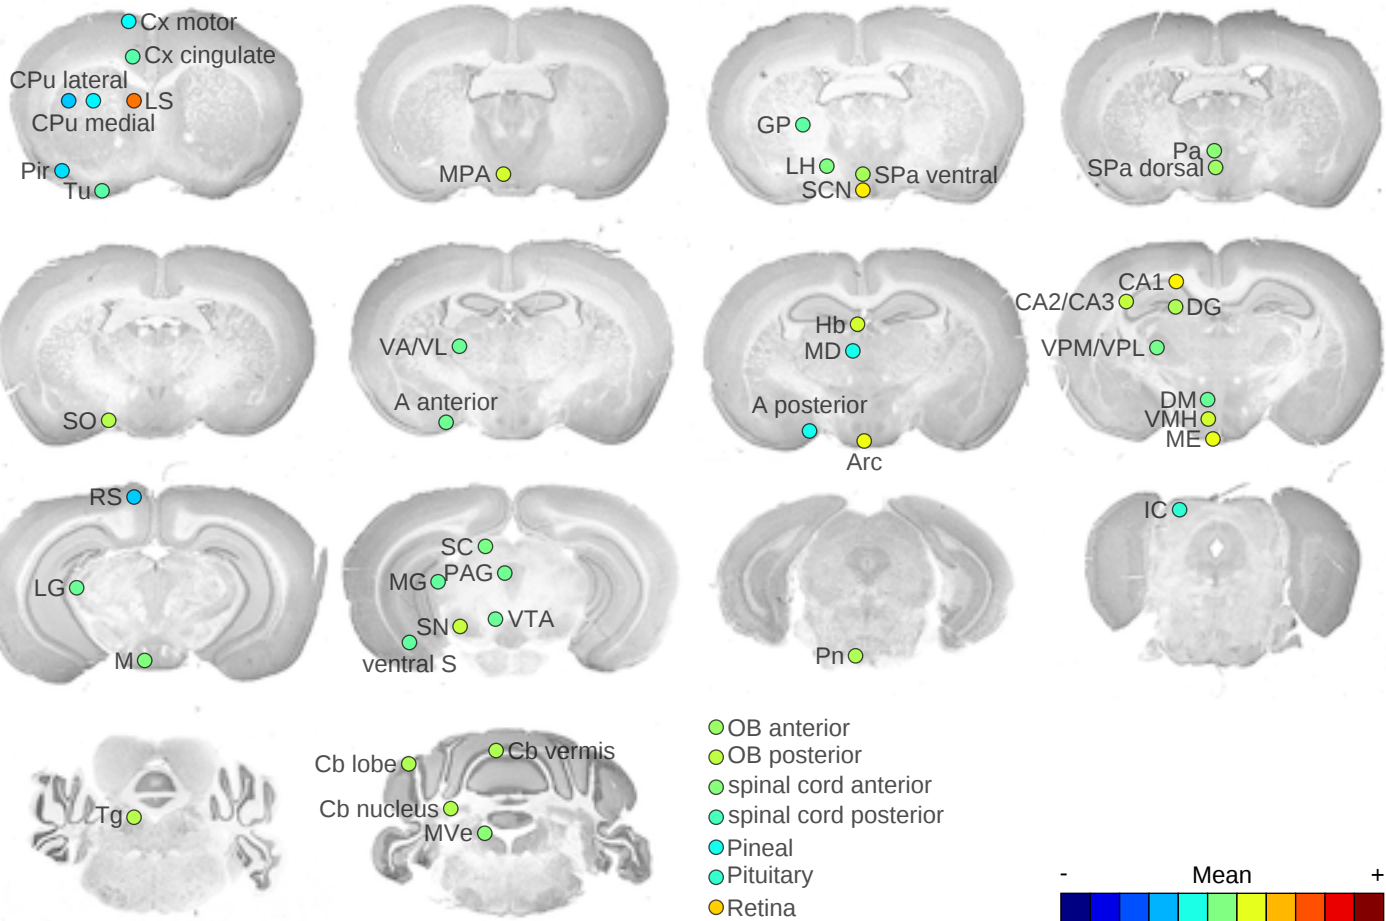 Cx motor
Cx cingulate
CPu lateral
LS
CPu medial
Pir
Tu
MPA
GP
LH
SPa ventral
SCN
Pa
SPa dorsal
SO
VA/VL
A anterior
Hb
MD
A posterior
Arc
CA1
CA2/CA3
DG
VPM/VPL
DM
VMH
ME
RS
LG
M
SC
MG
PAG
SN
VTA
ventral S
Pn
IC
Tg
Cb lobe
Cb vermis
Cb nucleus
MVe
OB anterior
OB posterior
spinal cord anterior
spinal cord posterior
Pineal
Pituitary
Retina
- Mean +